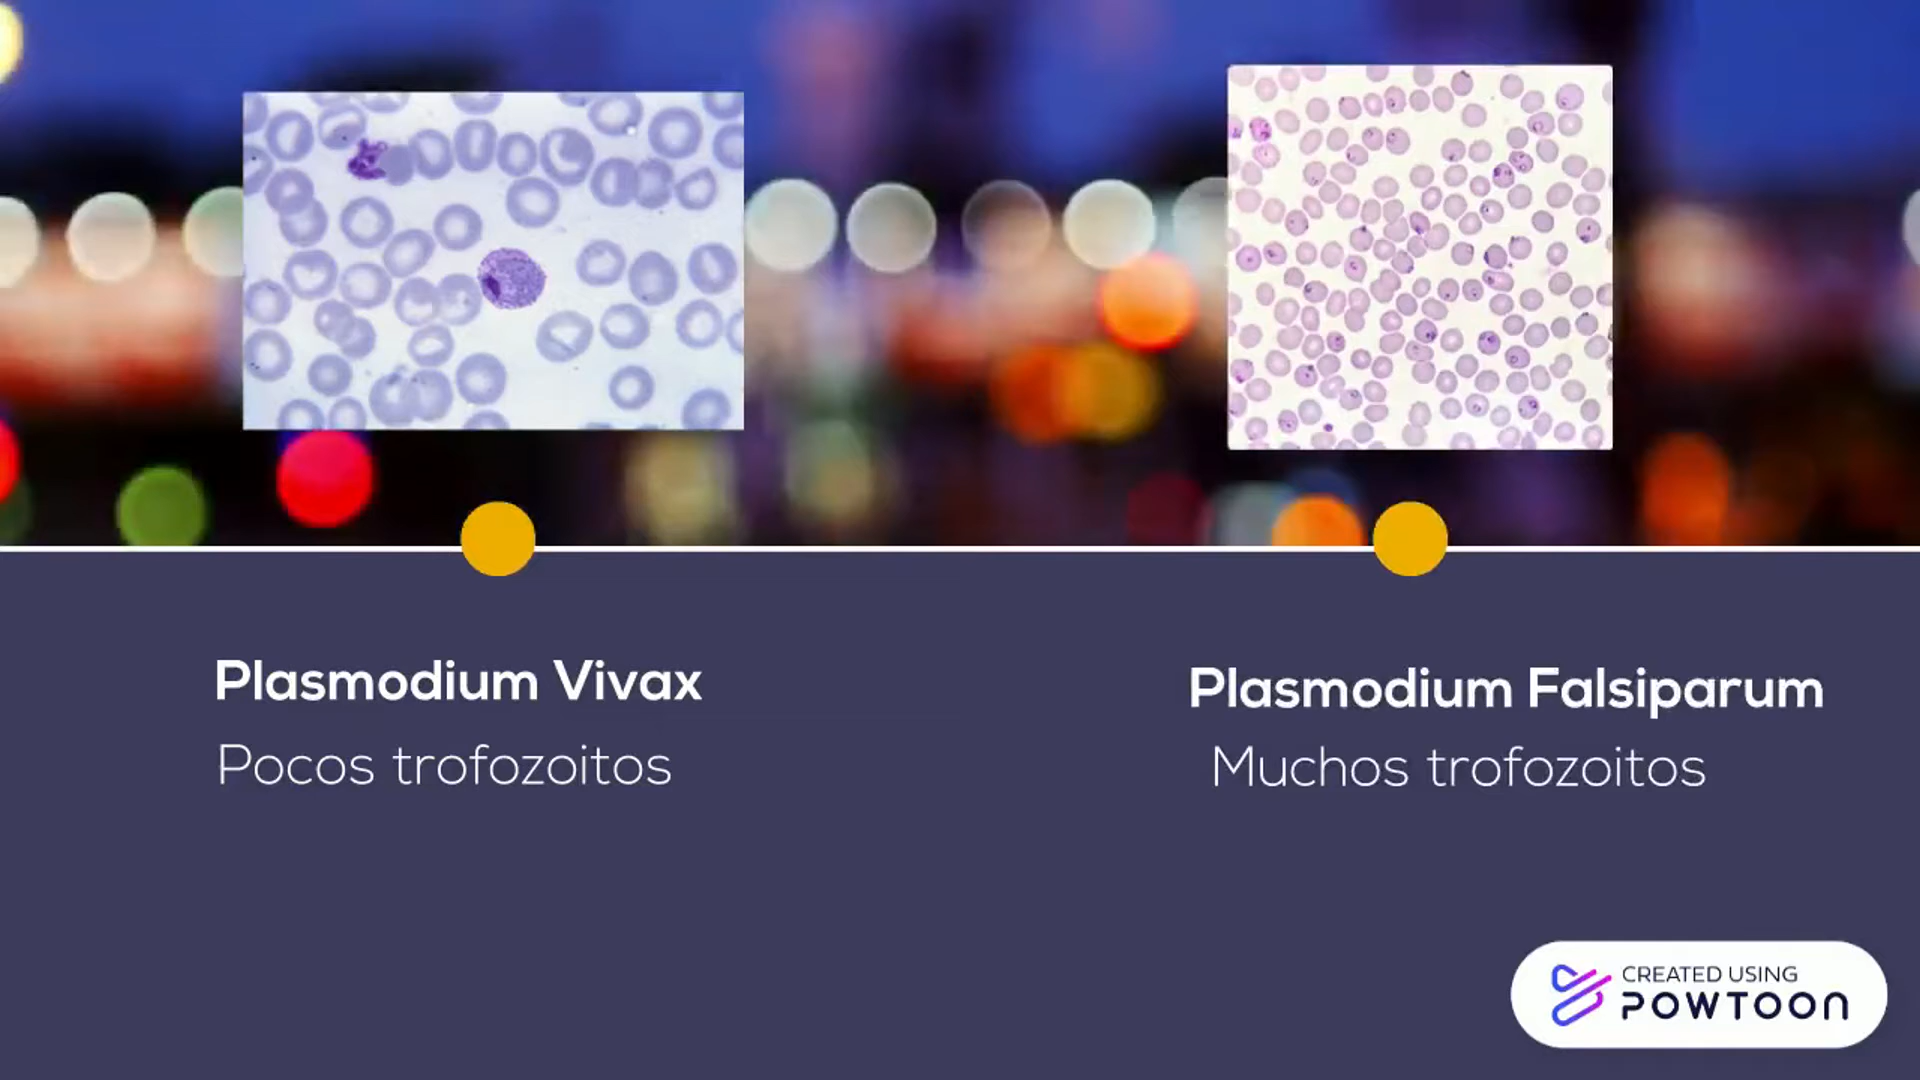 Plasmodium Vivax
Pocos trofozoitos
Plasmodium Falsiparum
Muchos trofozoitos
CREATED USING
POWTOON